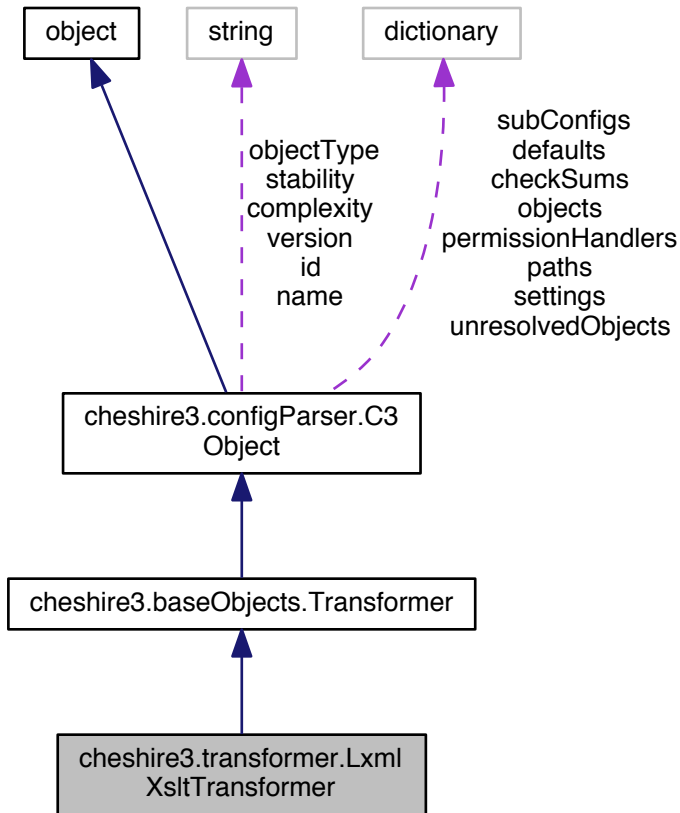 object
string
dictionary
objectType
stability
complexity
version
id
name
subConfigs
defaults
checkSums
objects
permissionHandlers
paths
settings
unresolvedObjects
cheshire3.configParser.C3
Object
cheshire3.baseObjects.Transformer
cheshire3.transformer.Lxml
XsltTransformer